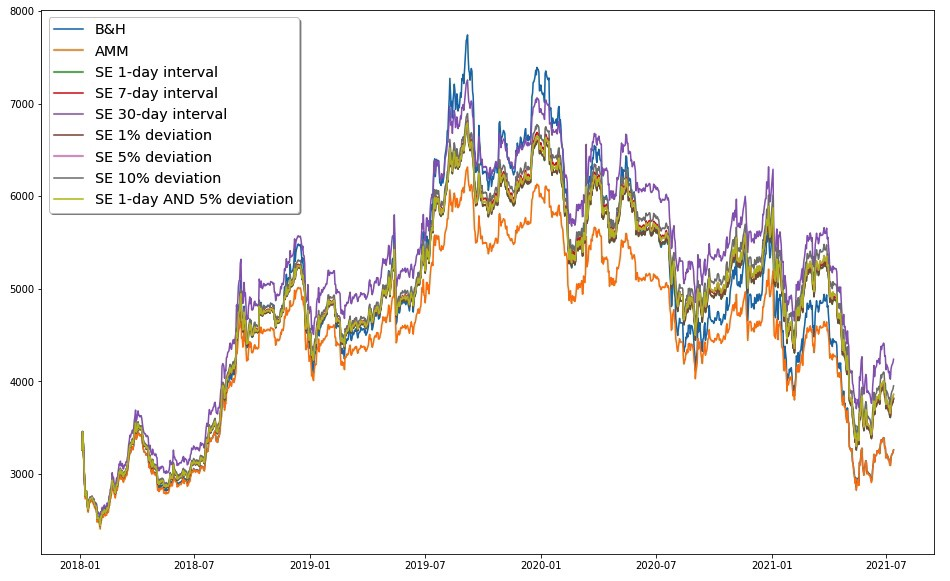 8000
7000
6000
5000
4000
3000
B&H
AMM
SE 1-day interval
SE 7-day interval
SE 30-day interval
SE 1% deviation
SE 5% deviation
SE 10% deviation
SE 1-day AND 5% deviation
2018-01 2018-07 2019-01 2019-07 2020-01 2020-07 2021-01 2021-07